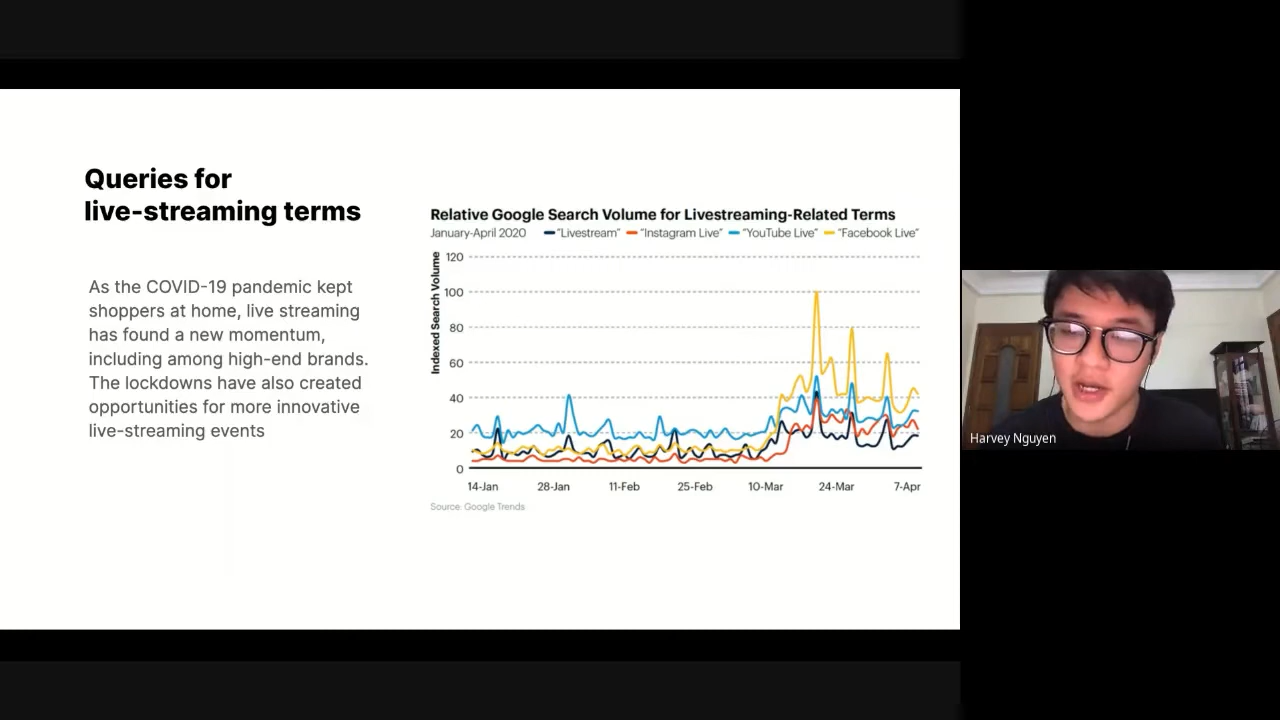 Queries for
live-streaming terms
As the COVID-19 pandemic kept
shoppers at home, live streaming
has found a new momentum,
including among high-end brands.
The lockdowns have also created
opportunities for more innovative
live-streaming events
Relative Google Search Volume for Livestreaming-Related Terms
January-April 2020 "Livestream" "Instagram Live" "YouTube Live" "Facebook Live"
Indexed Search Volume
120
100
80
60
40
20
0
14-Jan 28-Jan 11-Feb 25-Feb 10-Mar 24-Mar 7-Apr
Source: Google Trends
Harvey Nguyen